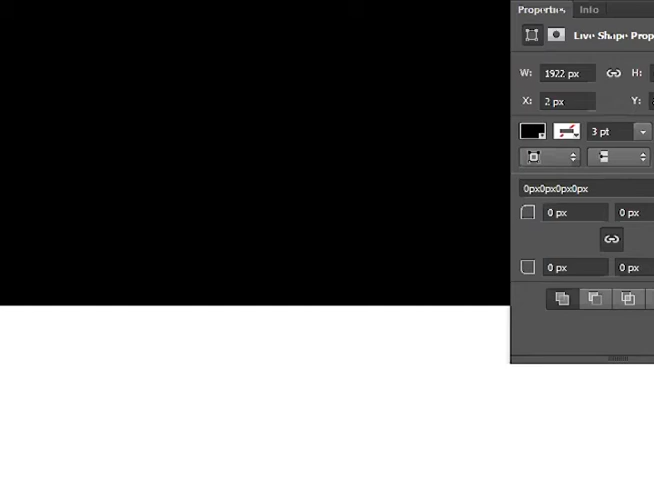 Properties Info
Live Shape Prop
W: 1922 px H:
X: 2 px Y:
3 pt
0px0px0px0px
0 px 0 px
0 px 0 px